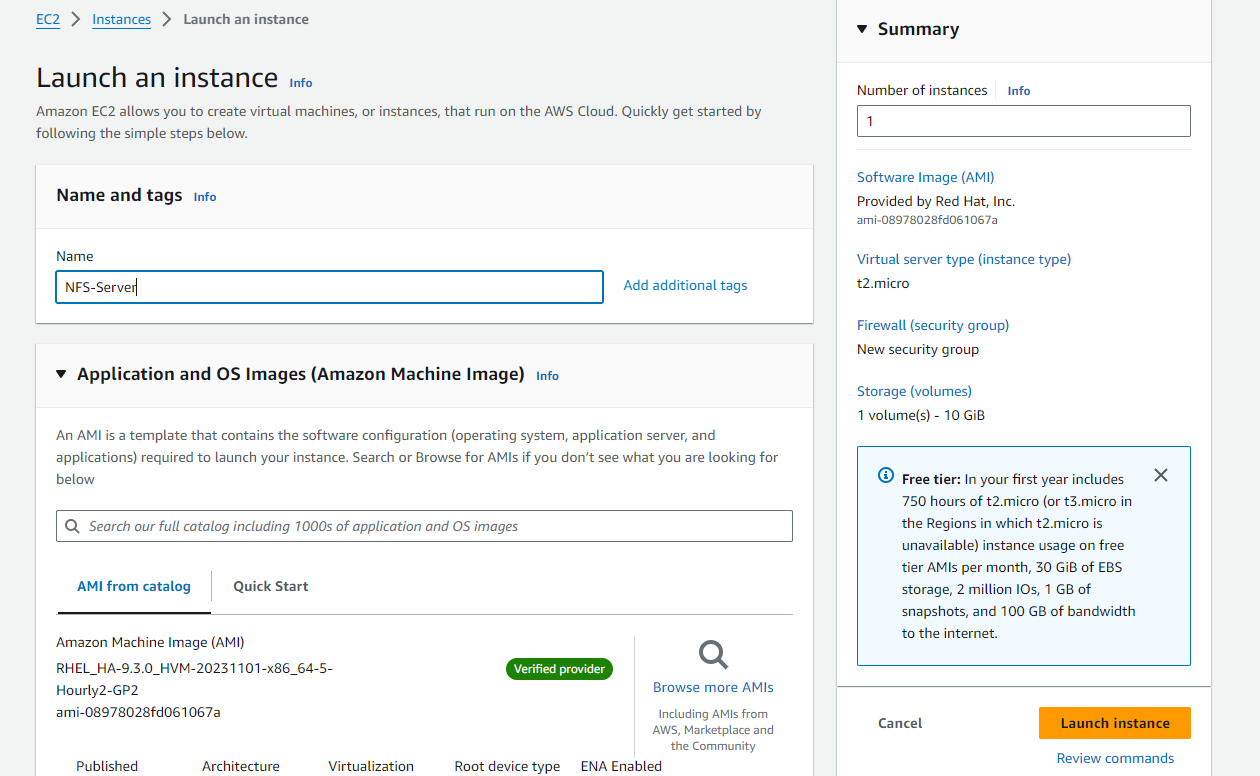 EC2 > Instances > Launch an instance
Launch an instance Info
Amazon EC2 allows you to create virtual machines, or instances, that run on the AWS Cloud. Quickly get started by
following the simple steps below.
Name and tags Info
Name
NFS-Server
Add additional tags
Application and OS Images (Amazon Machine Image) Info
An AMI is a template that contains the software configuration (operating system, application server, and
applications) required to launch your instance. Search or Browse for AMIs if you don’t see what you are looking for
below
Search our full catalog including 1000s of application and OS images
AMI from catalog
Quick Start
Amazon Machine Image (AMI)
RHEL_HA-9.3.0_HVM-20231101-x86_64-5-
Hourly2-GP2
ami-08978028fd061067a
Verified provider
Browse more AMIs
Including AMIs from
AWS, Marketplace and
the Community
Published Architecture Virtualization Root device type ENA Enabled
Summary
Number of instances Info
1
Software Image (AMI)
Provided by Red Hat, Inc.
ami-08978028fd061067a
Virtual server type (instance type)
t2.micro
Firewall (security group)
New security group
Storage (volumes)
1 volume(s) - 10 GiB
Free tier: In your first year includes
750 hours of t2.micro (or t3.micro in
the Regions in which t2.micro is
unavailable) instance usage on free
tier AMIs per month, 30 GiB of EBS
storage, 2 million IOs, 1 GB of
snapshots, and 100 GB of bandwidth
to the internet.
Cancel
Launch instance
Review commands